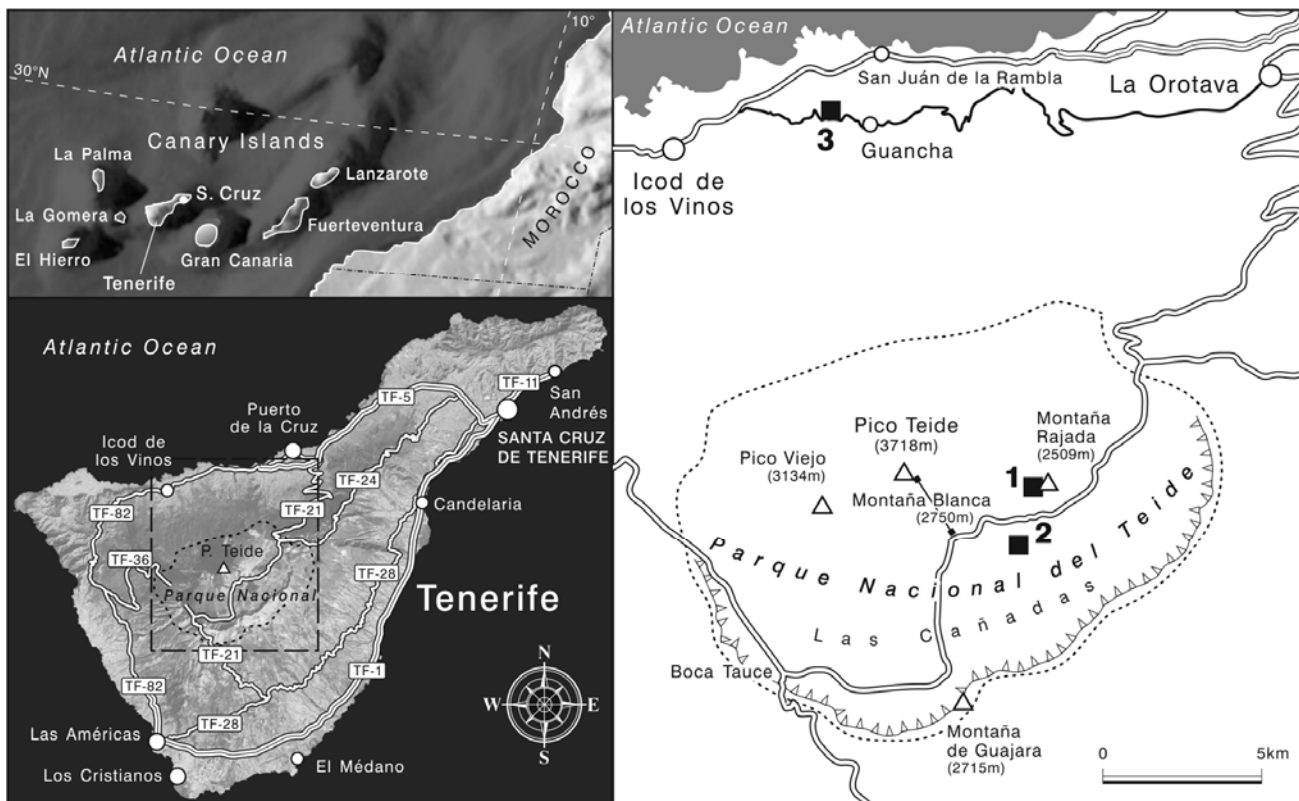 Atlantic Ocean
10°
30°N
Canary Islands
La Palma
S. Cruz
Lanzarote
La Gomera
Fuerteventura
El Hierro
Gran Canaria
Tenerife
MOROCCO
Atlantic Ocean
TF-11
San
Andrés
TF-5
Puerto
de la Cruz
SANTA CRUZ
DE TENERIFE
Icod de
los Vinos
TF-24
Candelaria
TF-82
TF-21
TF-36
P. Teide
TF-28
Parque Nacional
Tenerife
TF-21
TF-1
TF-82
N
W E
S
TF-28
Las Américas
El Médano
Los Cristianos
Atlantic Ocean
San Juán de la Rambla
La Orotava
3
Guancha
Icod de
los Vinos
Pico Teide
(3718m)
Montaña
Rajada
(2509m)
Pico Viejo
(3134m)
1
Montaña Blanca
(2750m)
2
Parque Nacional del Teide
Las Cañadas
Boca Tauce
Montaña
de Guajara
(2715m)
0 5km